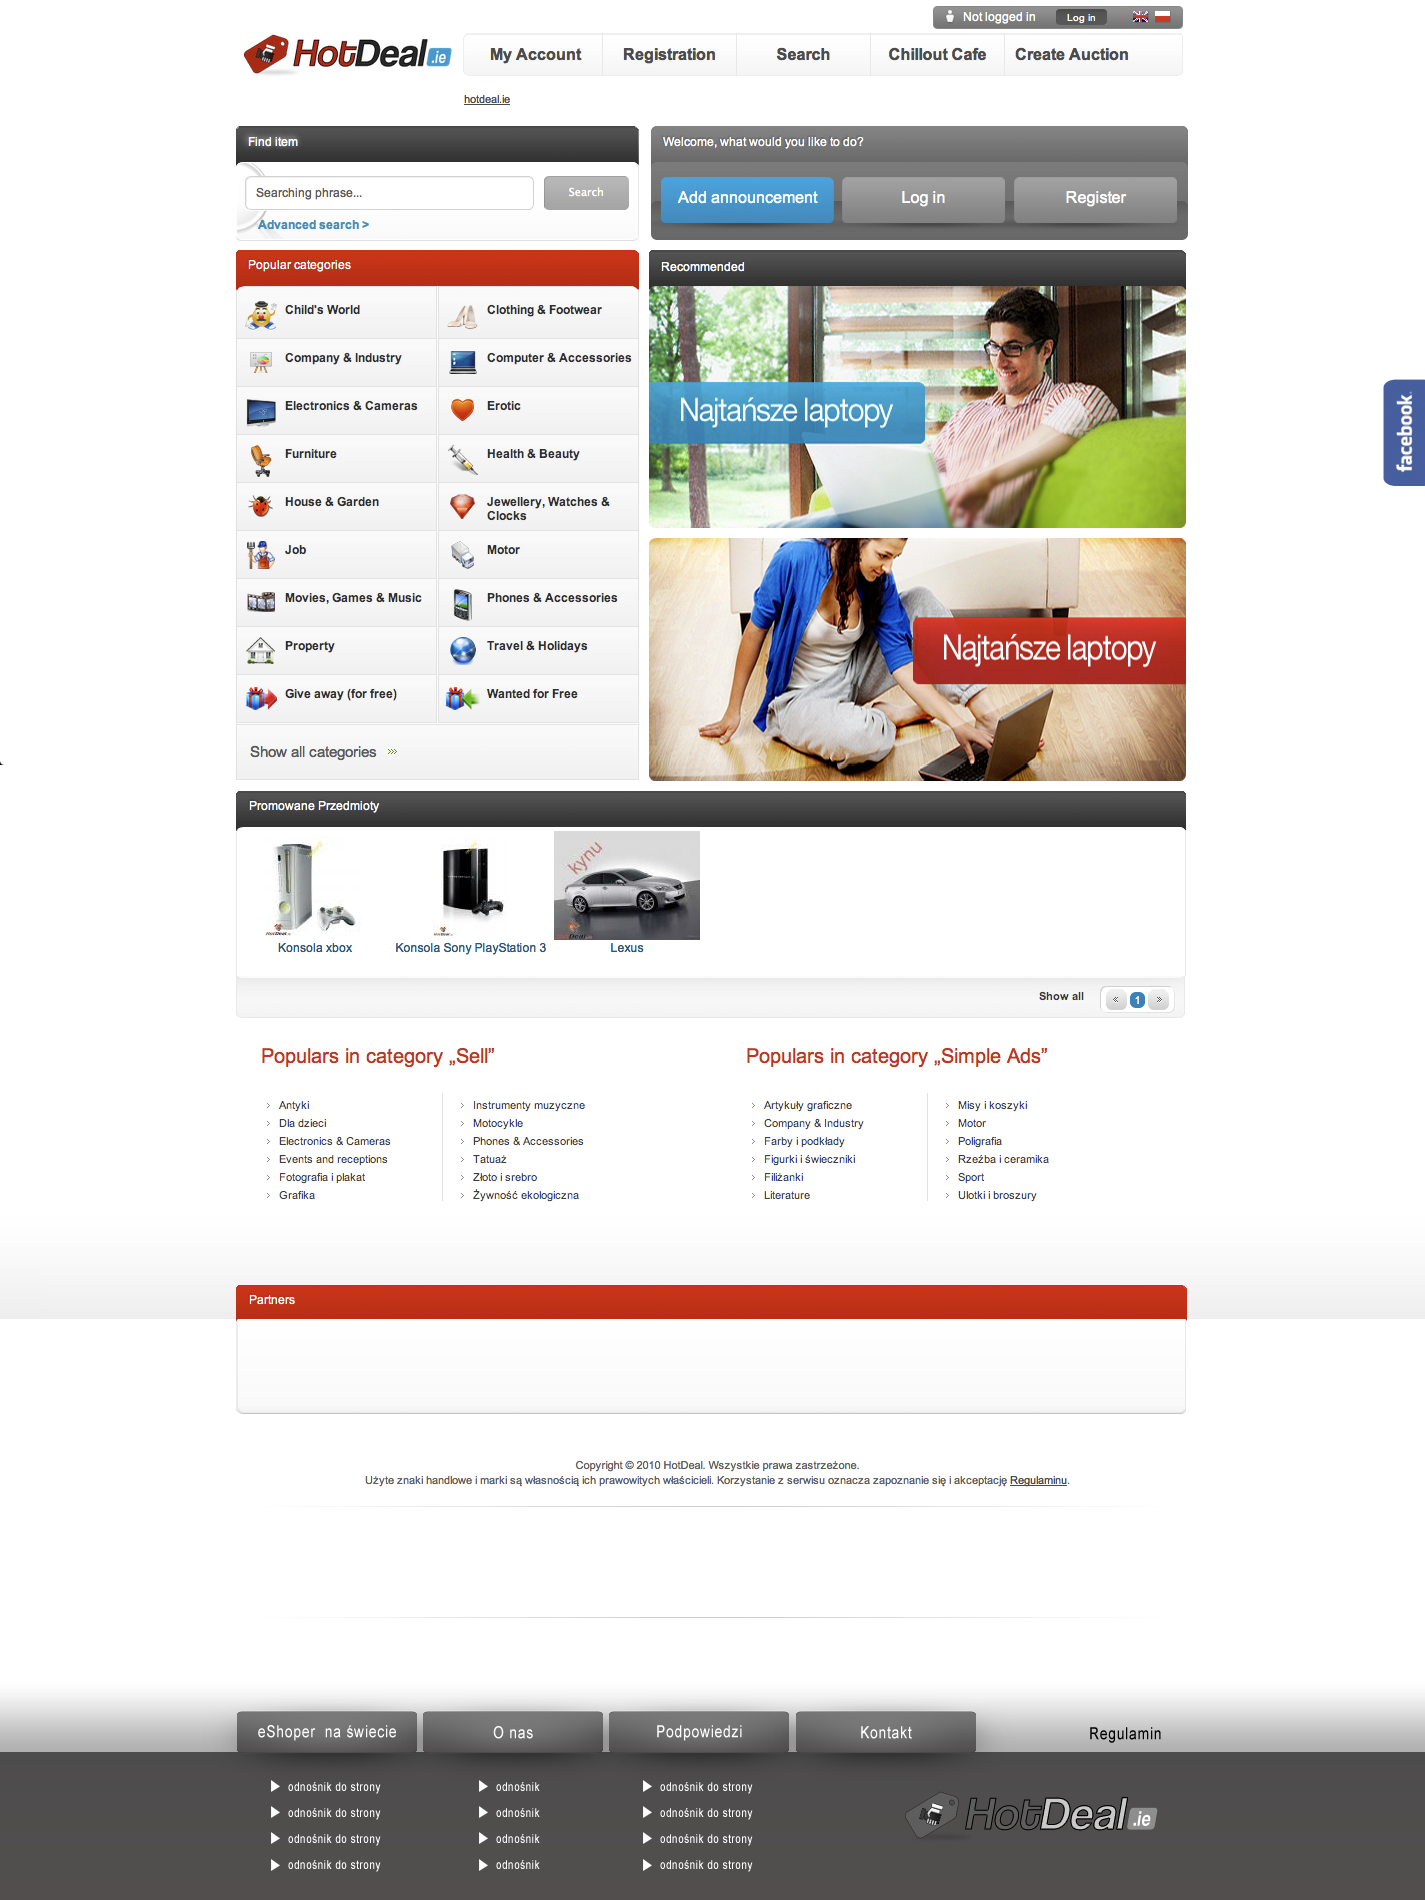 Not logged in
Log in
HotDeal.ie
My Account
Registration
Search
Chillout Cafe
Create Auction
hotdeal.ie
Find item
Searching phrase...
Search
Advanced search >
Welcome, what would you like to do?
Add announcement
Log in
Register
Popular categories
Child's World
Clothing & Footwear
Company & Industry
Computer & Accessories
Electronics & Cameras
Erotic
Furniture
Health & Beauty
House & Garden
Jewellery, Watches &
Clocks
Job
Motor
Movies, Games & Music
Phones & Accessories
Property
Travel & Holidays
Give away (for free)
Wanted for Free
Show all categories
Recommended
Najtańsze laptopy
Najtańsze laptopy
facebook
Promowane Przedmioty
kynu
Konsola xbox
Konsola Sony PlayStation 3
Lexus
Show all
« 1 »
Populars in category „Sell”
Antyki
Dla dzieci
Electronics & Cameras
Events and receptions
Fotografia i plakat
Grafika
Instrumenty muzyczne
Motocykle
Phones & Accessories
Tatuaż
Złoto i srebro
Żywność ekologiczna
Populars in category „Simple Ads”
Artykuły graficzne
Company & Industry
Farby i podkłady
Figurki i świeczniki
Filiżanki
Literature
Misy i koszyki
Motor
Poligrafia
Rzeźba i ceramika
Sport
Ulotki i broszury
Partners
Copyright © 2010 HotDeal. Wszystkie prawa zastrzeżone.
Użyte znaki handlowe i marki są własnością ich prawowitych właścicieli. Korzystanie z serwisu oznacza zapoznanie się i akceptację Regulaminu.
eShoper na świecie
O nas
Podpowiedzi
Kontakt
Regulamin
odnośnik do strony
odnośnik do strony
odnośnik do strony
odnośnik do strony
odnośnik
odnośnik
odnośnik
odnośnik
odnośnik do strony
odnośnik do strony
odnośnik do strony
odnośnik do strony
HotDeal.ie